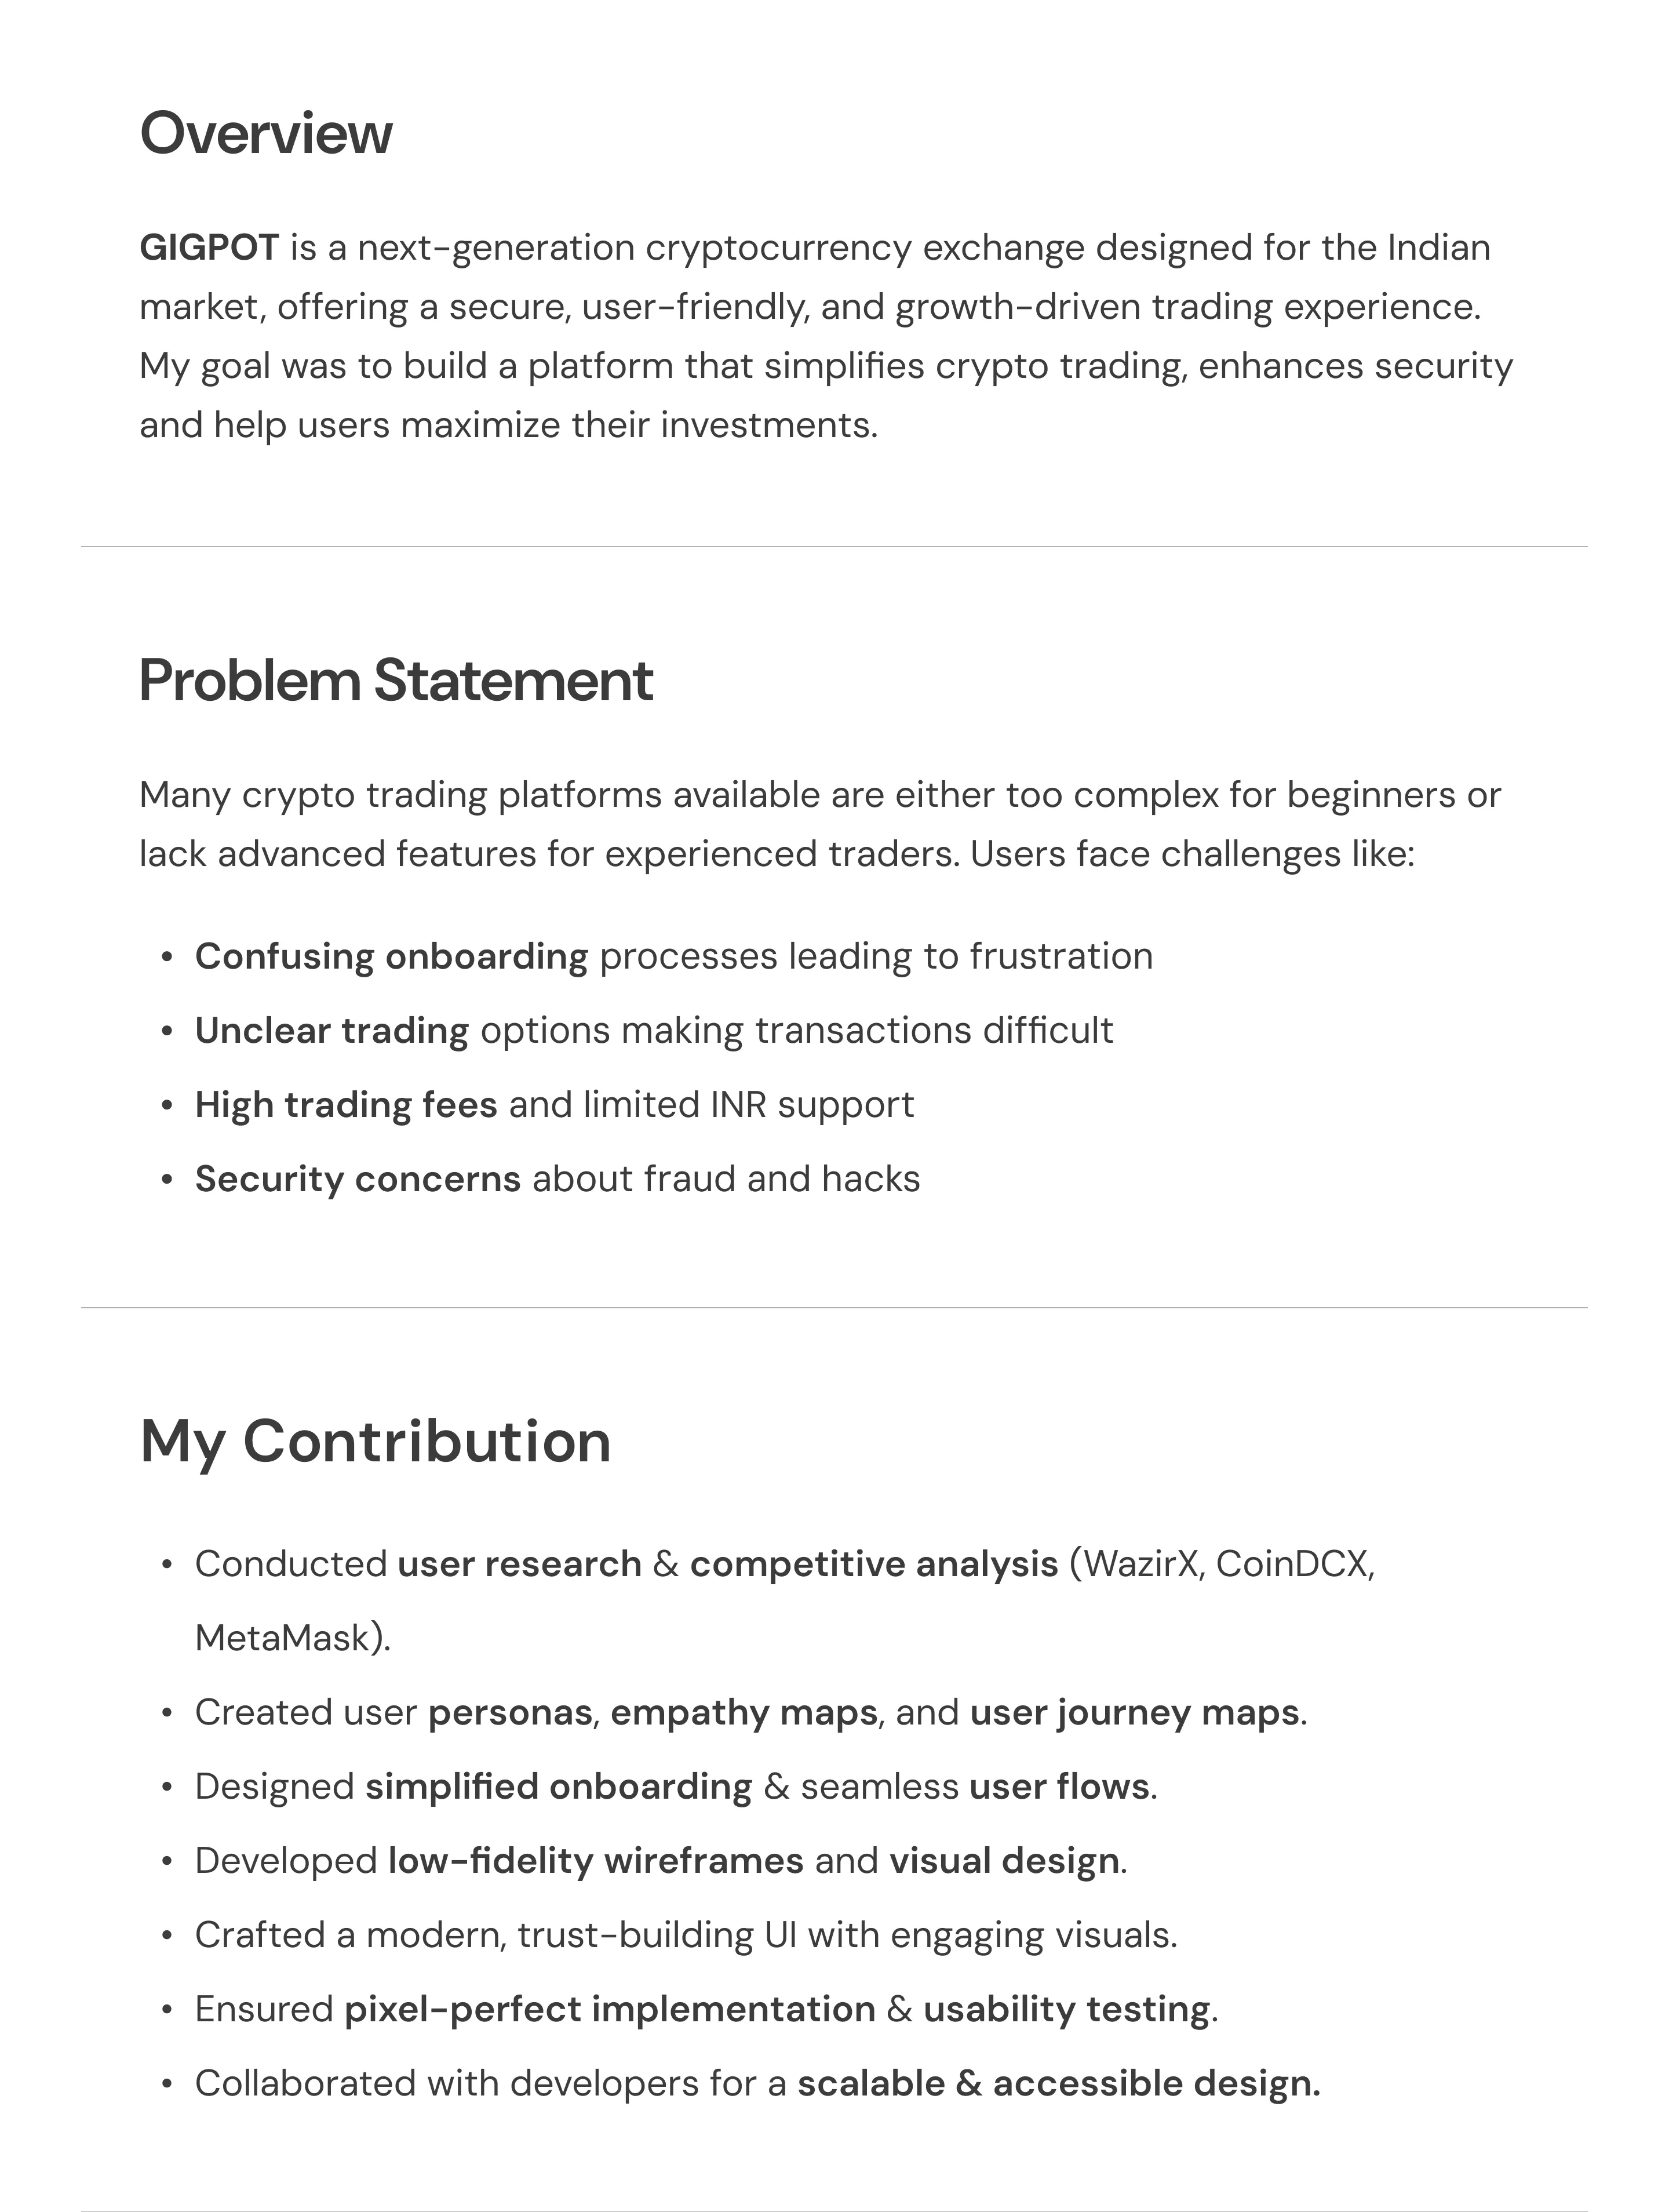 Overview
GIGPOT is a next-generation cryptocurrency exchange designed for the Indian
market, offering a secure, user-friendly, and growth-driven trading experience.
My goal was to build a platform that simplifies crypto trading, enhances security
and help users maximize their investments.
Problem Statement
Many crypto trading platforms available are either too complex for beginners or
lack advanced features for experienced traders. Users face challenges like:
• Confusing onboarding processes leading to frustration
• Unclear trading options making transactions difficult
• High trading fees and limited INR support
• Security concerns about fraud and hacks
My Contribution
• Conducted user research & competitive analysis (WazirX, CoinDCX,
MetaMask).
• Created user personas, empathy maps, and user journey maps.
• Designed simplified onboarding & seamless user flows.
• Developed low-fidelity wireframes and visual design.
• Crafted a modern, trust-building UI with engaging visuals.
• Ensured pixel-perfect implementation & usability testing.
• Collaborated with developers for a scalable & accessible design.